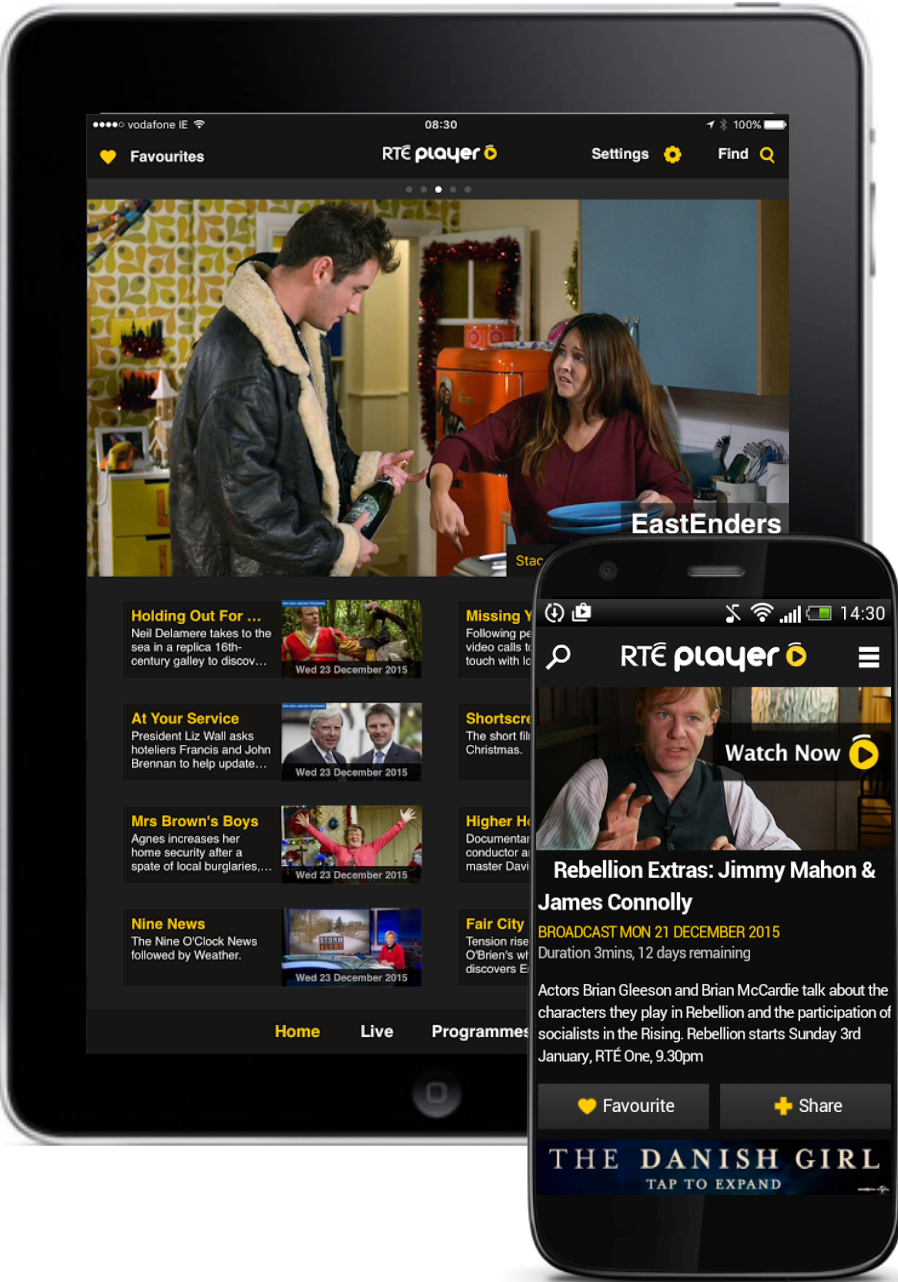 vodafone IE
08:30
100%
Favourites
RTÉ player
Settings
Find
EastEnders
Stac
Holding Out For ...
Neil Delamere takes to the
sea in a replica 16th-
century galley to discov...
Wed 23 December 2015
At Your Service
President Liz Wall asks
hoteliers Francis and John
Brennan to help update...
Wed 23 December 2015
Mrs Brown's Boys
Agnes increases her
home security after a
spate of local burglaries,...
Wed 23 December 2015
Nine News
The Nine O'Clock News
followed by Weather.
STORM
ALERT
Wed 23 December 2015
Missing Y
Following pe
video calls t
touch with lo
Shortscre
The short fil
Christmas.
Higher H
Documentar
conductor a
master Davi
Fair City
Tension rise
O'Brien's wh
discovers E
Home
Live
Programmes
14:30
RTÉ player
Watch Now
Rebellion Extras: Jimmy Mahon &
James Connolly
BROADCAST MON 21 DECEMBER 2015
Duration 3mins, 12 days remaining
Actors Brian Gleeson and Brian McCardie talk about the
characters they play in Rebellion and the participation of
socialists in the Rising. Rebellion starts Sunday 3rd
January, RTÉ One, 9.30pm
Favourite
Share
THE DANISH GIRL
TAP TO EXPAND